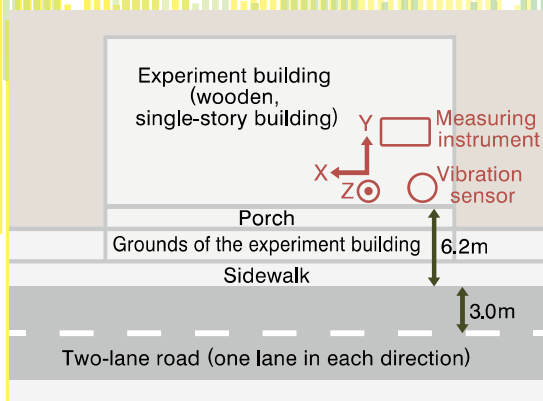 Experiment building
(wooden,
single-story building)
Y
Measuring
instrument
X
Z
Vibration
sensor
Porch
Grounds of the experiment building
6.2m
Sidewalk
3.0m
Two-lane road (one lane in each direction)